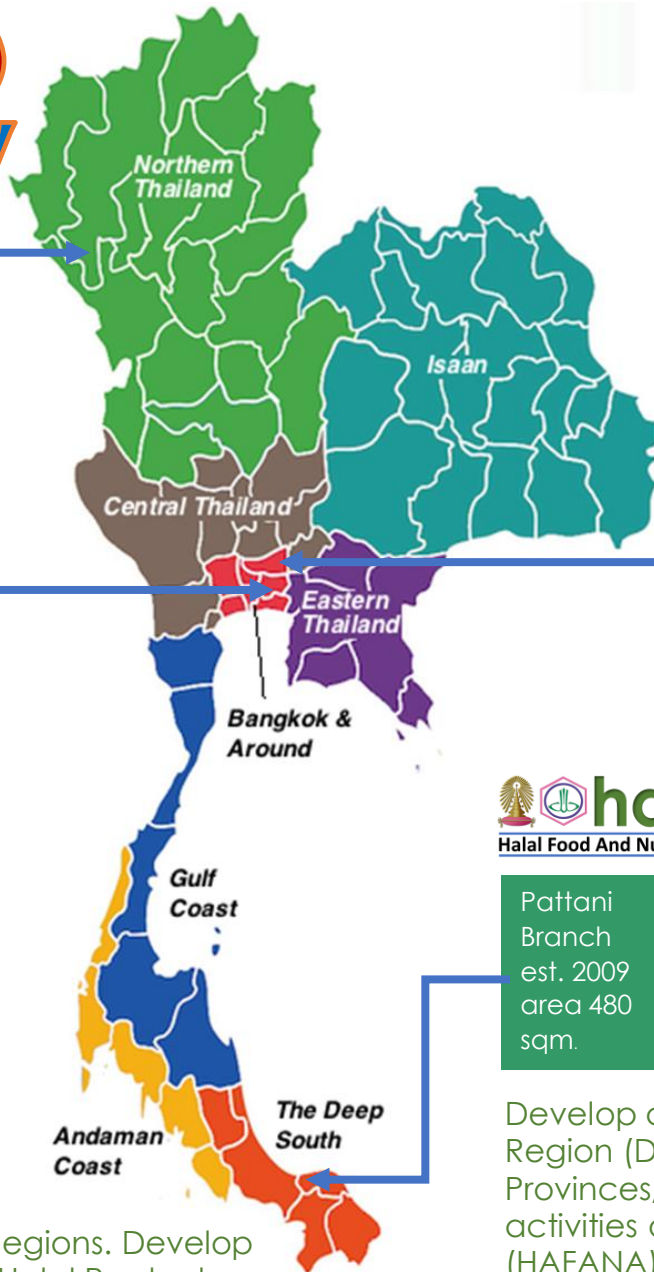 Northern
Thailand
Isaan
Central Thailand
Eastern
Thailand
Bangkok &
Around
Gulf
Coast
Halal Food And
Pattani
Branch
est. 2009
area 480
sqm.
The Deep
South
Andaman
Coast
Develop
Region
Provinces,
activities
(HAFANA)
egions. Develop